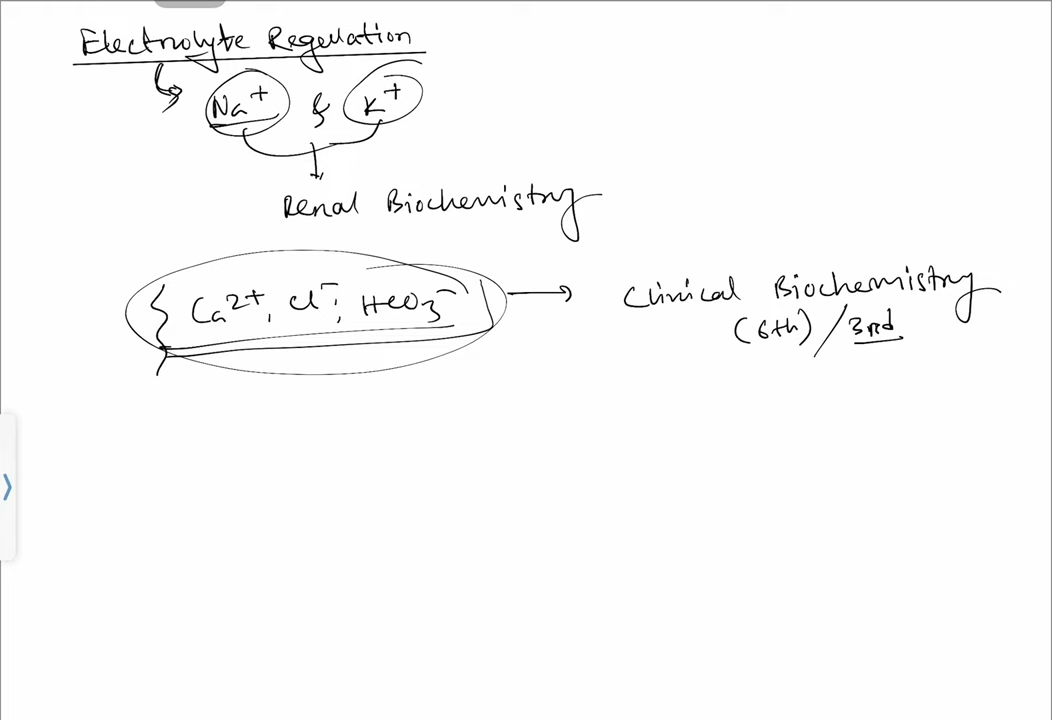 Electrolyte Regulation
Na+ & K+
Renal Biochemistry
{ Ca2+, Cl-; HCO3- }
Clinical Biochemistry
(6th) / 3rd